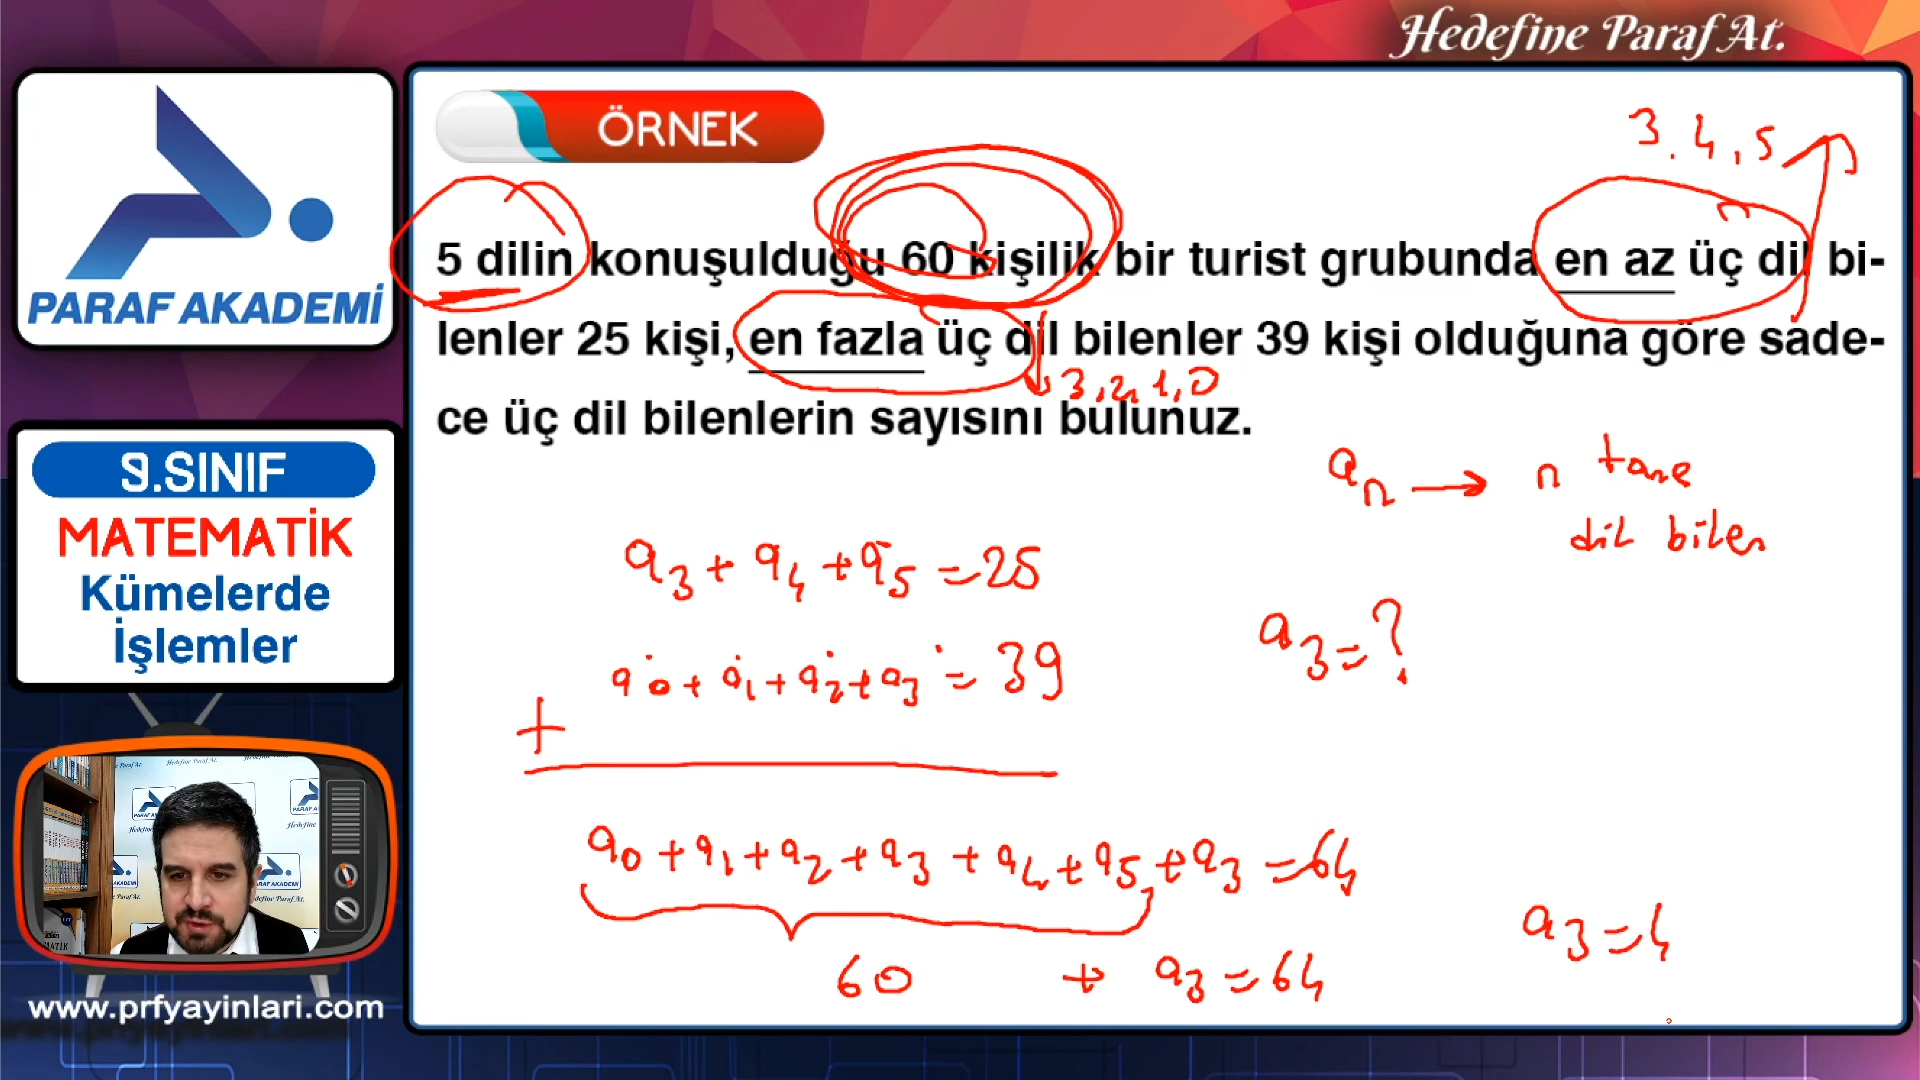 Hedefine Paraf At.
PARAF AKADEMİ
ÖRNEK
3, 4, 5
5 dilin konuşulduğu 60 kişilik bir turist grubunda en az üç dil bi-
lenler 25 kişi, en fazla üç dil bilenler 39 kişi olduğuna göre sade-
3, 2, 1, 0
ce üç dil bilenlerin sayısını bulunuz.
9.SINIF
MATEMATİK
Kümelerde
İşlemler
aₙ → n tane
dil bilen
a₃ + a₄ + a₅ = 25
a₃ = ?
a₀ + a₁ + a₂ + a₃ = 39
+
a₀ + a₁ + a₂ + a₃ + a₄ + a₅ + a₃ = 64
60 + a₃ = 64
a₃ = 4
www.prfyayinlari.com